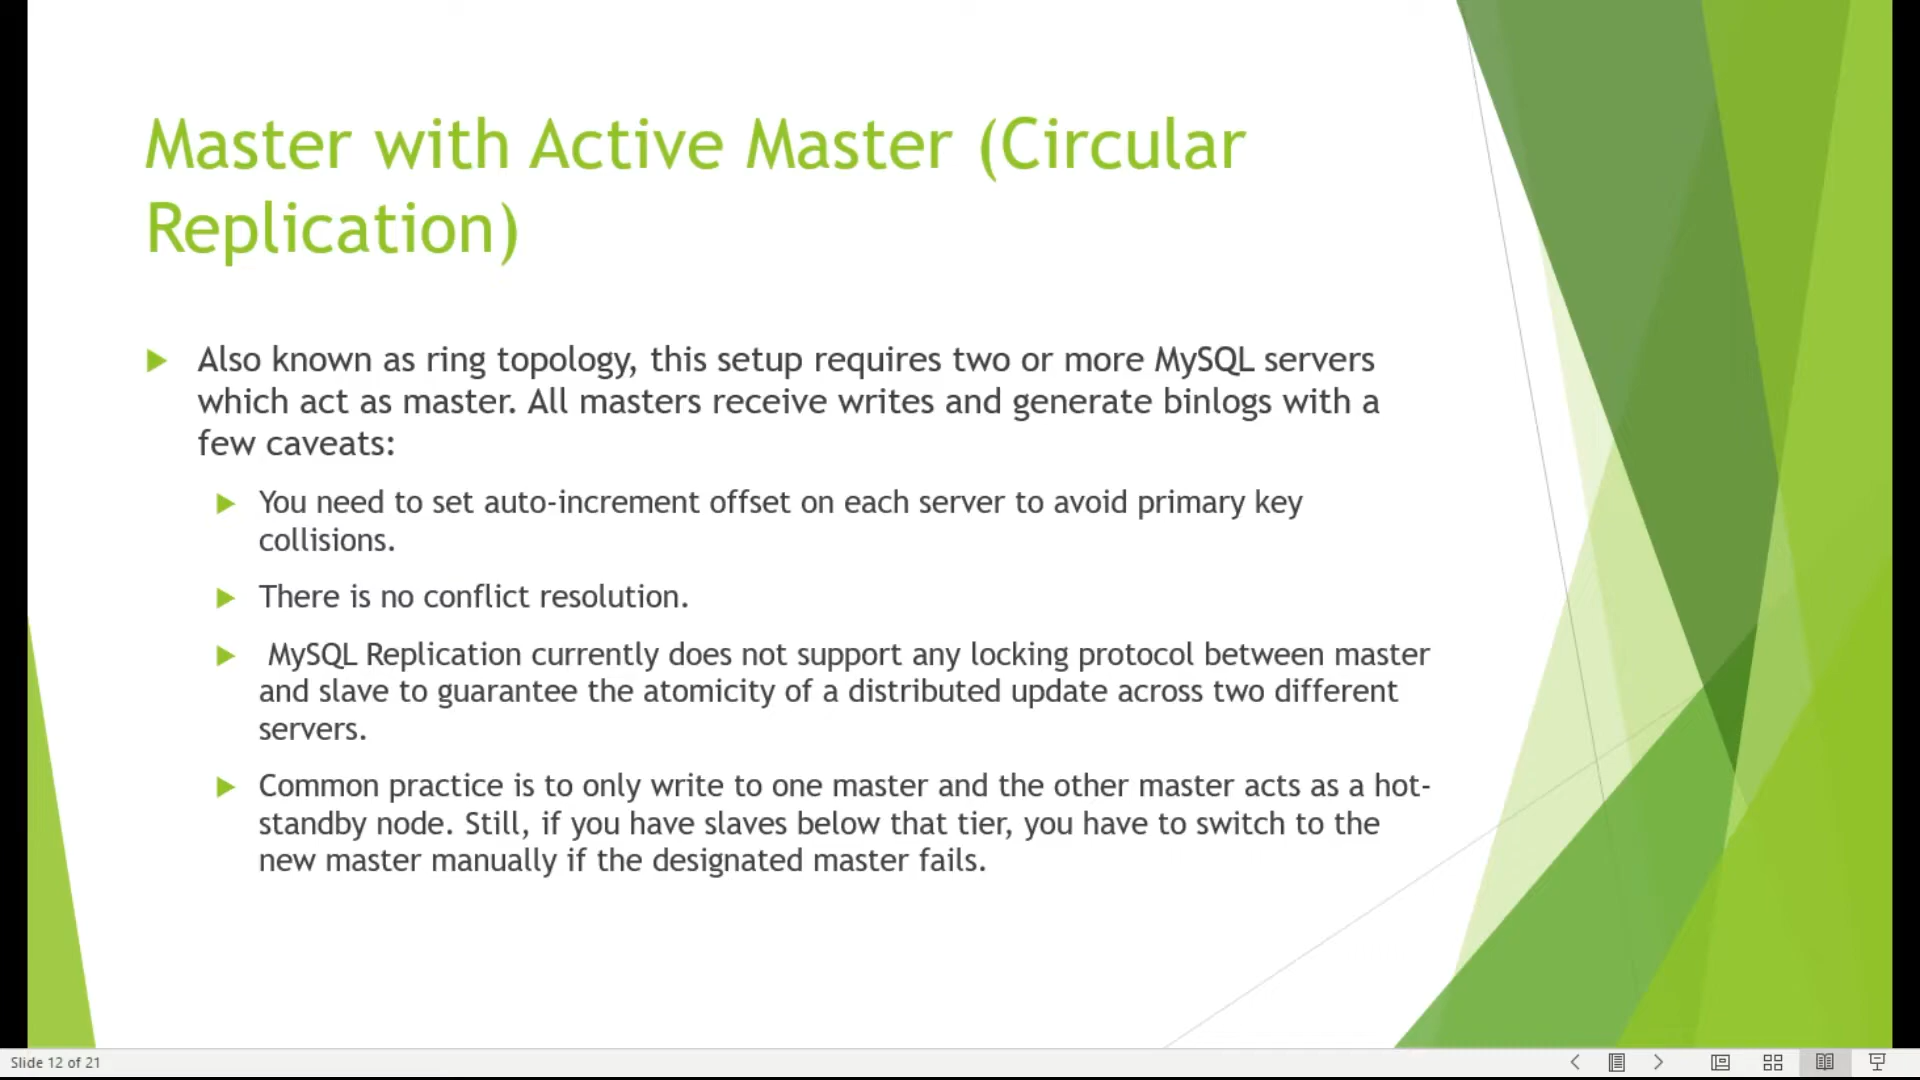 Master with Active Master (Circular
Replication)
Also known as ring topology, this setup requires two or more MySQL servers
which act as master. All masters receive writes and generate binlogs with a
few caveats:
You need to set auto-increment offset on each server to avoid primary key
collisions.
There is no conflict resolution.
MySQL Replication currently does not support any locking protocol between master
and slave to guarantee the atomicity of a distributed update across two different
servers.
Common practice is to only write to one master and the other master acts as a hot-
standby node. Still, if you have slaves below that tier, you have to switch to the
new master manually if the designated master fails.
Slide 12 of 21